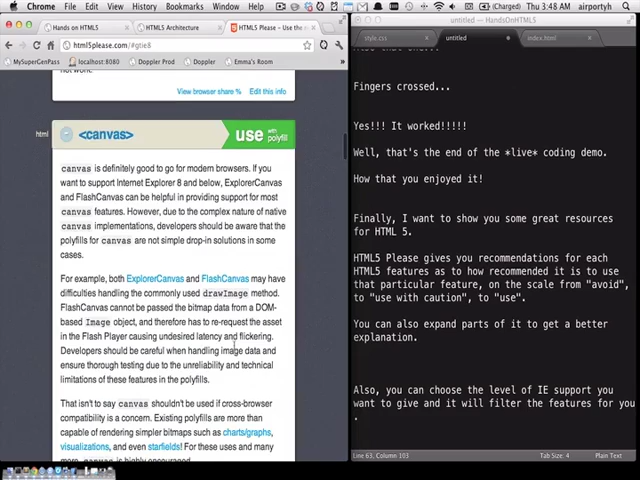 Chrome File Edit View History Bookmarks Window Help
Thu 3:48 AM airportyh
Hands on HTML5
HTML5 Architecture
HTML5 Please - Use the
html5please.com/#gtie8
MySuperGenPass
localhost:8080
Doppler Prod
Doppler QA
Emma's Room
not work.
View browser share % Edit this info
html
<canvas>
use with polyfill
canvas is definitely good to go for modern browsers. If you
want to support Internet Explorer 8 and below, ExplorerCanvas
and FlashCanvas can be helpful in providing support for most
canvas features. However, due to the complex nature of native
canvas implementations, developers should be aware that the
polyfills for canvas are not simple drop-in solutions in some
cases.
For example, both ExplorerCanvas and FlashCanvas may have
difficulties handling the commonly used drawImage method.
FlashCanvas cannot be passed the bitmap data from a DOM-
based Image object, and therefore has to re-request the asset
in the Flash Player causing undesired latency and flickering.
Developers should be careful when handling image data and
ensure thorough testing due to the unreliability and technical
limitations of these features in the polyfills.
That isn't to say canvas shouldn't be used if cross-browser
compatibility is a concern. Existing polyfills are more than
capable of rendering simpler bitmaps such as charts/graphs,
visualizations, and even starfields! For these uses and many
more, canvas is highly encouraged.
untitled — HandsOnHTML5
style.css
untitled
index.html
Fingers crossed...
Yes!!! It worked!!!!!
Well, that's the end of the *live* coding demo.
How that you enjoyed it!
Finally, I want to show you some great resources
for HTML 5.
HTML5 Please gives you recommendations for each
HTML5 features as to how recommended it is to use
that particular feature, on the scale from "avoid",
to "use with caution", to "use".
You can also expand parts of it to get a better
explanation.
Also, you can choose the level of IE support you
want to give and it will filter the features for you
.
Line 63, Column 103
Tab Size: 4
Plain Text